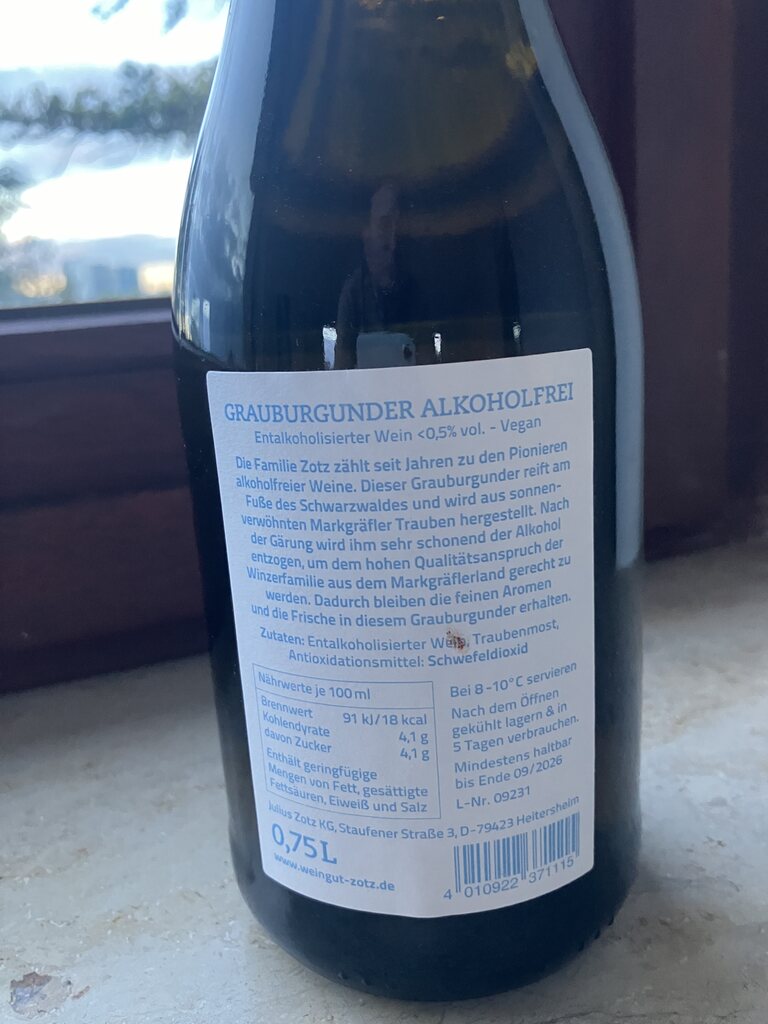 GRAUBURGUNDER ALKOHOLFREI
Entalkoholisierter Wein <0,5% vol. - Vegan
Die Familie Zotz zählt seit Jahren zu den Pionieren
alkoholfreier Weine. Dieser Grauburgunder reift am
Fuße des Schwarzwaldes und wird aus sonnen-
verwöhnten Markgräfler Trauben hergestellt. Nach
der Gärung wird ihm sehr schonend der Alkohol
entzogen, um dem hohen Qualitätsanspruch der
Winzerfamilie aus dem Markgräflerland gerecht zu
werden. Dadurch bleiben die feinen Aromen
und die Frische in diesem Grauburgunder erhalten.
Zutaten: Entalkoholisierter Wein, Traubenmost,
Antioxidationsmittel: Schwefeldioxid
Nährwerte je 100 ml
Brennwert 91 kJ/18 kcal
Kohlendyrate 4,1 g
davon Zucker 4,1 g
Enthält geringfügige
Mengen von Fett, gesättigte
Fettsäuren, Eiweiß und Salz
Bei 8-10°C servieren
Nach dem Öffnen
gekühlt lagern & in
5 Tagen verbrauchen.
Mindestens haltbar
bis Ende 09/2026
L-Nr. 09231
Julius Zotz KG, Staufener Straße 3, D-79423 Heitersheim
0,75 L
www.weingut-zotz.de
4 010922 371115